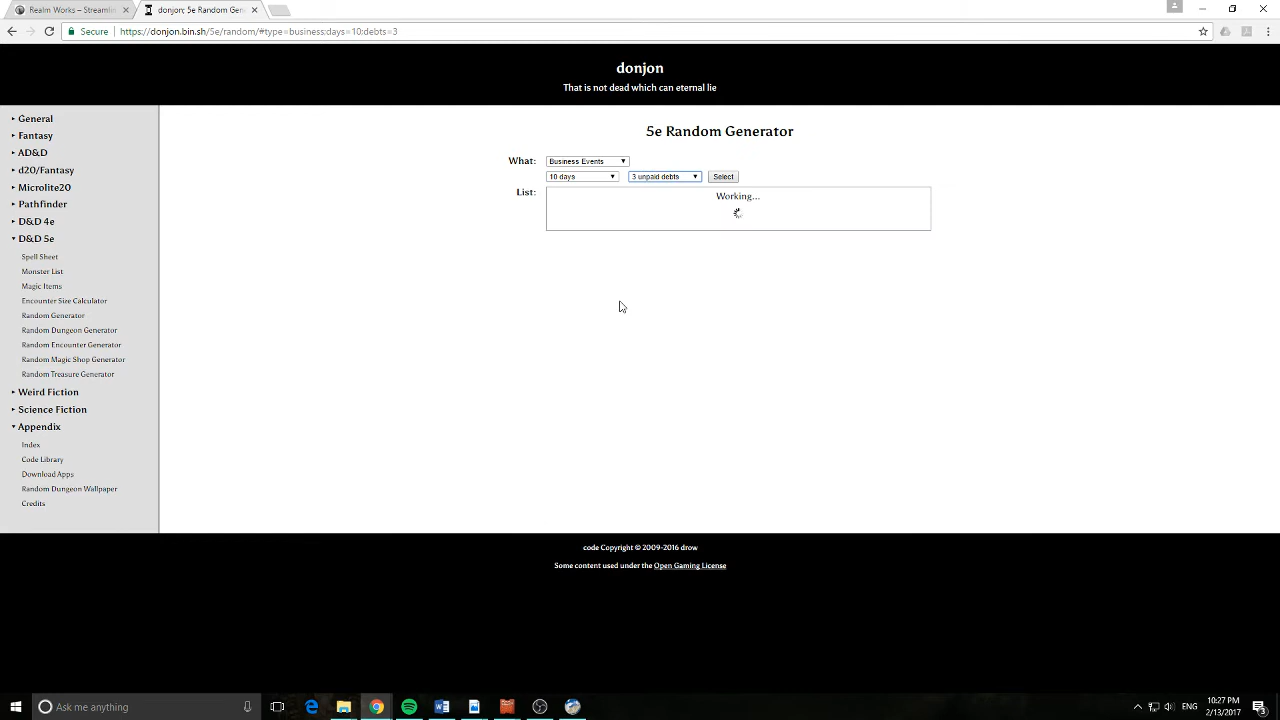 Realm Works – Streamlin
donjon; 5e Random Gen
Secure
https://donjon.bin.sh/5e/random/#type=business;days=10;debts=3
donjon
That is not dead which can eternal lie
General
Fantasy
AD&D
d20/Fantasy
Microlite20
Pathfinder
D&D 4e
D&D 5e
Spell Sheet
Monster List
Magic Items
Encounter Size Calculator
Random Generator
Random Dungeon Generator
Random Encounter Generator
Random Magic Shop Generator
Random Treasure Generator
Weird Fiction
Science Fiction
Appendix
Index
Code Library
Download Apps
Random Dungeon Wallpaper
Credits
5e Random Generator
What: Business Events
10 days 3 unpaid debts Select
List: Working...
code Copyright © 2009-2016 drow
Some content used under the Open Gaming License
Ask me anything
ENG
10:27 PM
2/13/2017
3